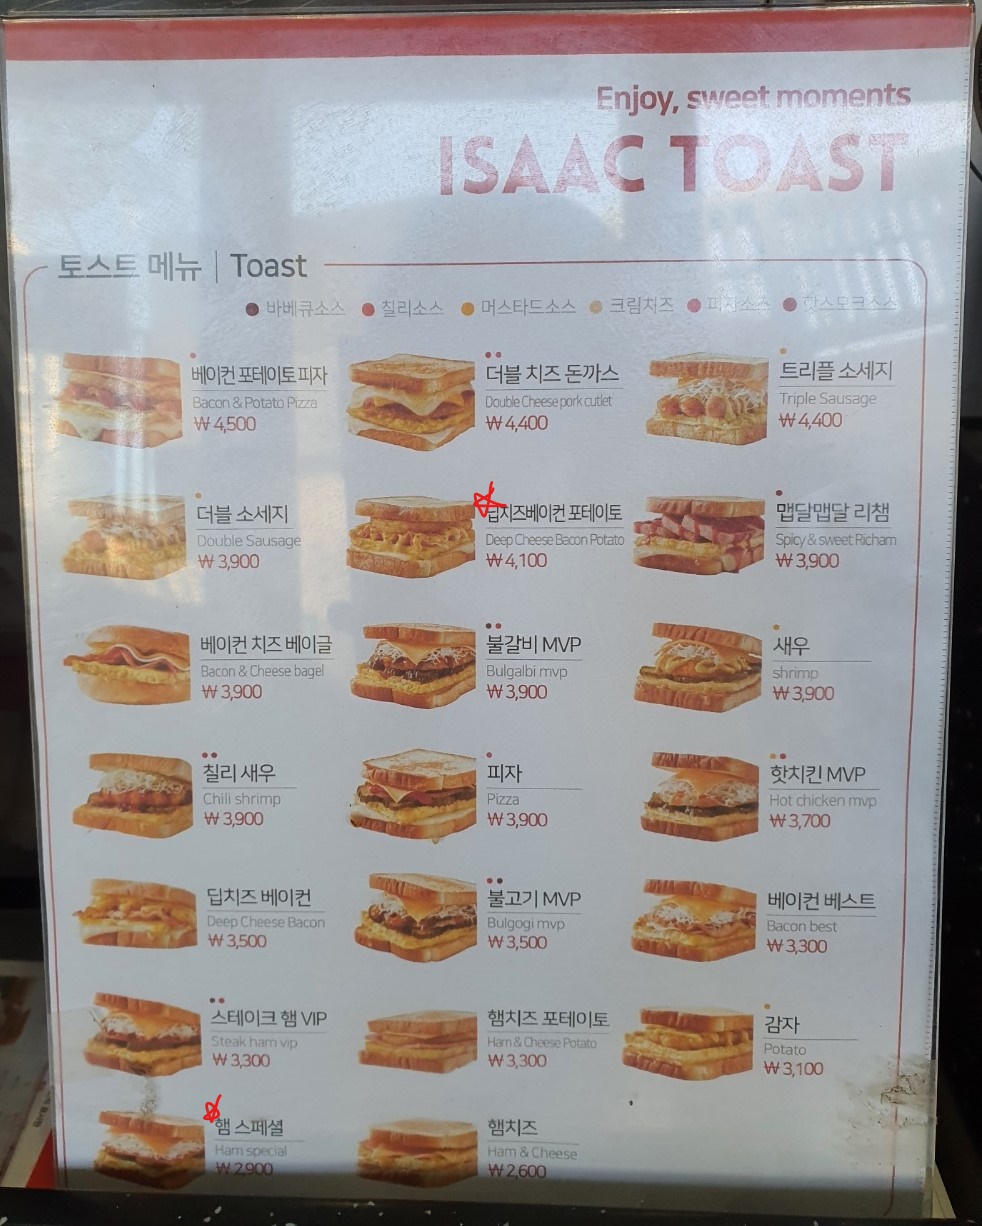 Enjoy, sweet moments
ISAAC TOAST
토스트 메뉴 | Toast
바베큐소스 칠리소스 머스타드소스 크림치즈 피자소스 핫스모크소스
베이컨 포테이토 피자
Bacon & Potato Pizza
₩ 4,500
더블 치즈 돈까스
Double Cheese pork cutlet
₩ 4,400
트리플 소세지
Triple Sausage
₩ 4,400
더블 소세지
Double Sausage
₩ 3,900
딥치즈베이컨 포테이토
Deep Cheese Bacon Potato
₩ 4,100
맵달맵달 리챔
Spicy & sweet Richam
₩ 3,900
베이컨 치즈 베이글
Bacon & Cheese bagel
₩ 3,900
불갈비 MVP
Bulgalbi mvp
₩ 3,900
새우
shrimp
₩ 3,900
칠리 새우
Chili shrimp
₩ 3,900
피자
Pizza
₩ 3,900
핫치킨 MVP
Hot chicken mvp
₩ 3,700
딥치즈 베이컨
Deep Cheese Bacon
₩ 3,500
불고기 MVP
Bulgogi mvp
₩ 3,500
베이컨 베스트
Bacon best
₩ 3,300
스테이크 햄 VIP
Steak ham vip
₩ 3,300
햄치즈 포테이토
Ham & Cheese Potato
₩ 3,300
감자
Potato
₩ 3,100
햄 스페셜
Ham special
₩ 2,900
햄치즈
Ham & Cheese
₩ 2,600